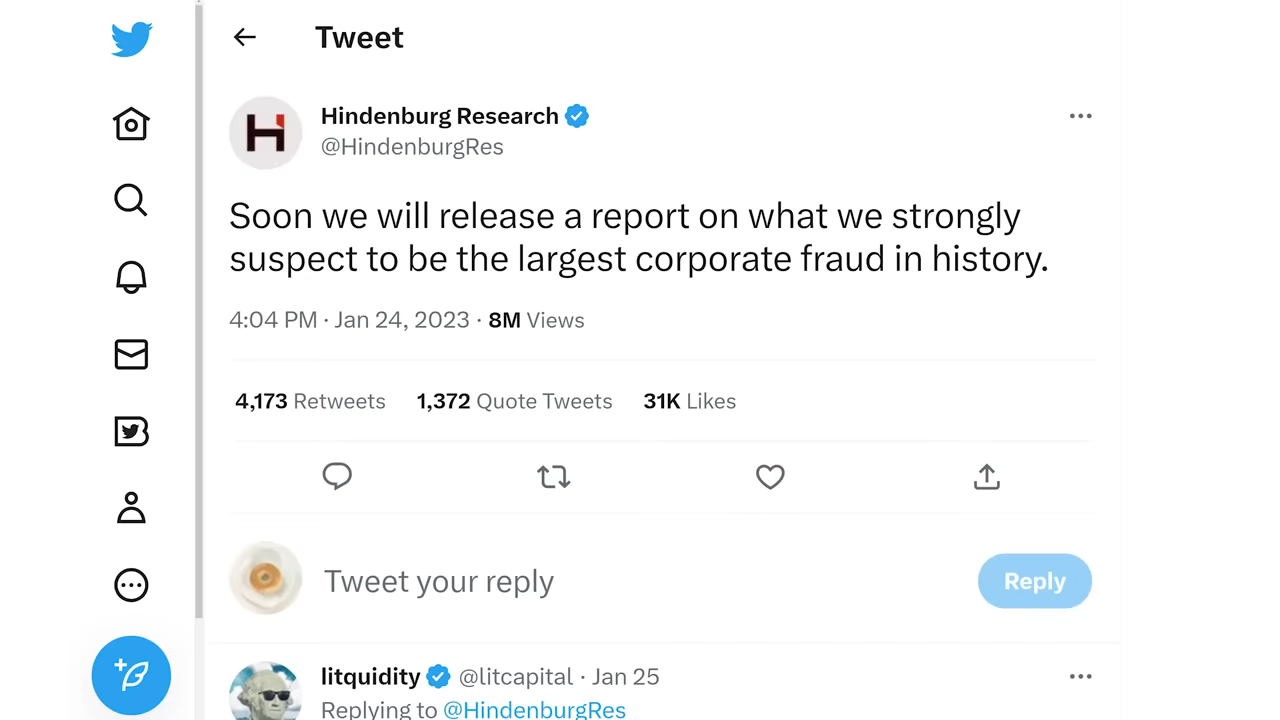 Tweet
Hindenburg Research
@HindenburgRes
Soon we will release a report on what we strongly
suspect to be the largest corporate fraud in history.
4:04 PM · Jan 24, 2023 · 8M Views
4,173 Retweets 1,372 Quote Tweets 31K Likes
Tweet your reply
Reply
litquidity @litcapital · Jan 25
Replying to @HindenburgRes